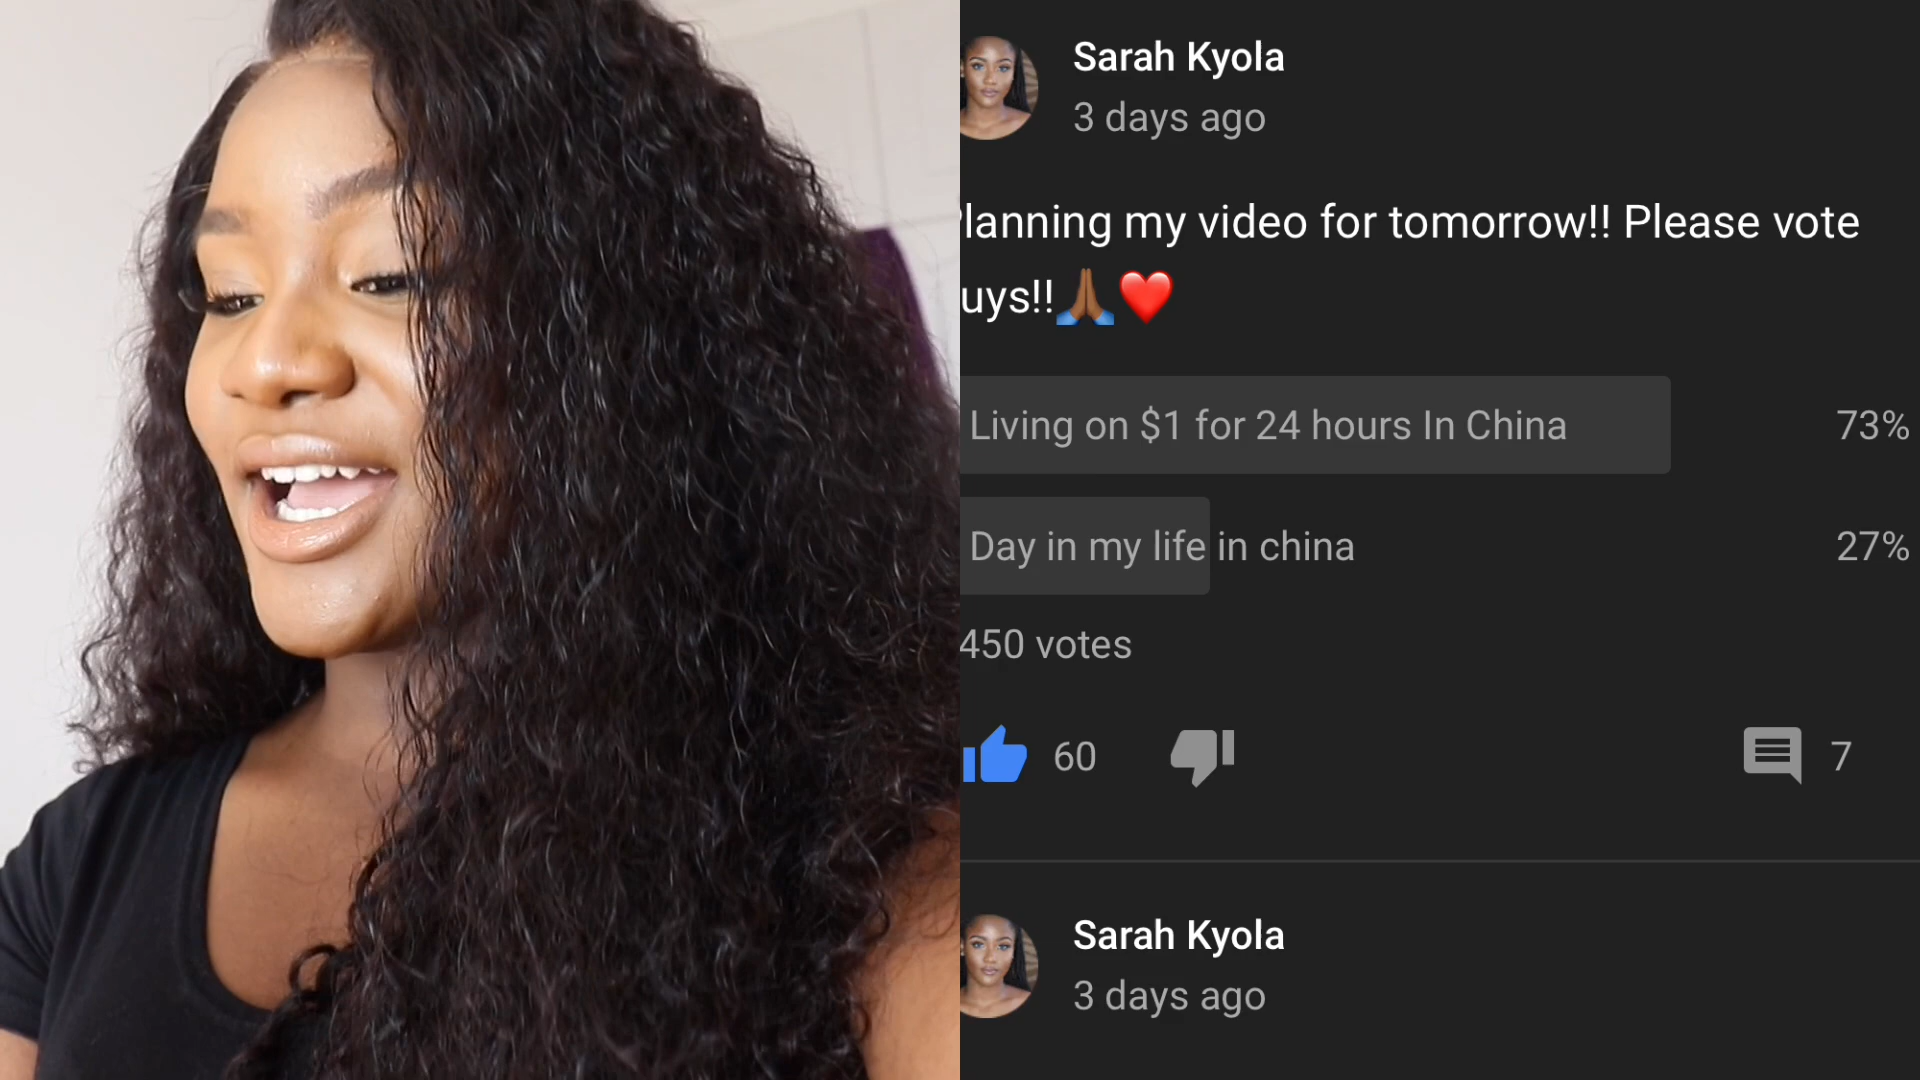 Sarah Kyola
3 days ago
lanning my video for tomorrow!! Please vote
uys!!🙏🏾❤️
Living on $1 for 24 hours In China
73%
Day in my life in china
27%
450 votes
60
7
Sarah Kyola
3 days ago